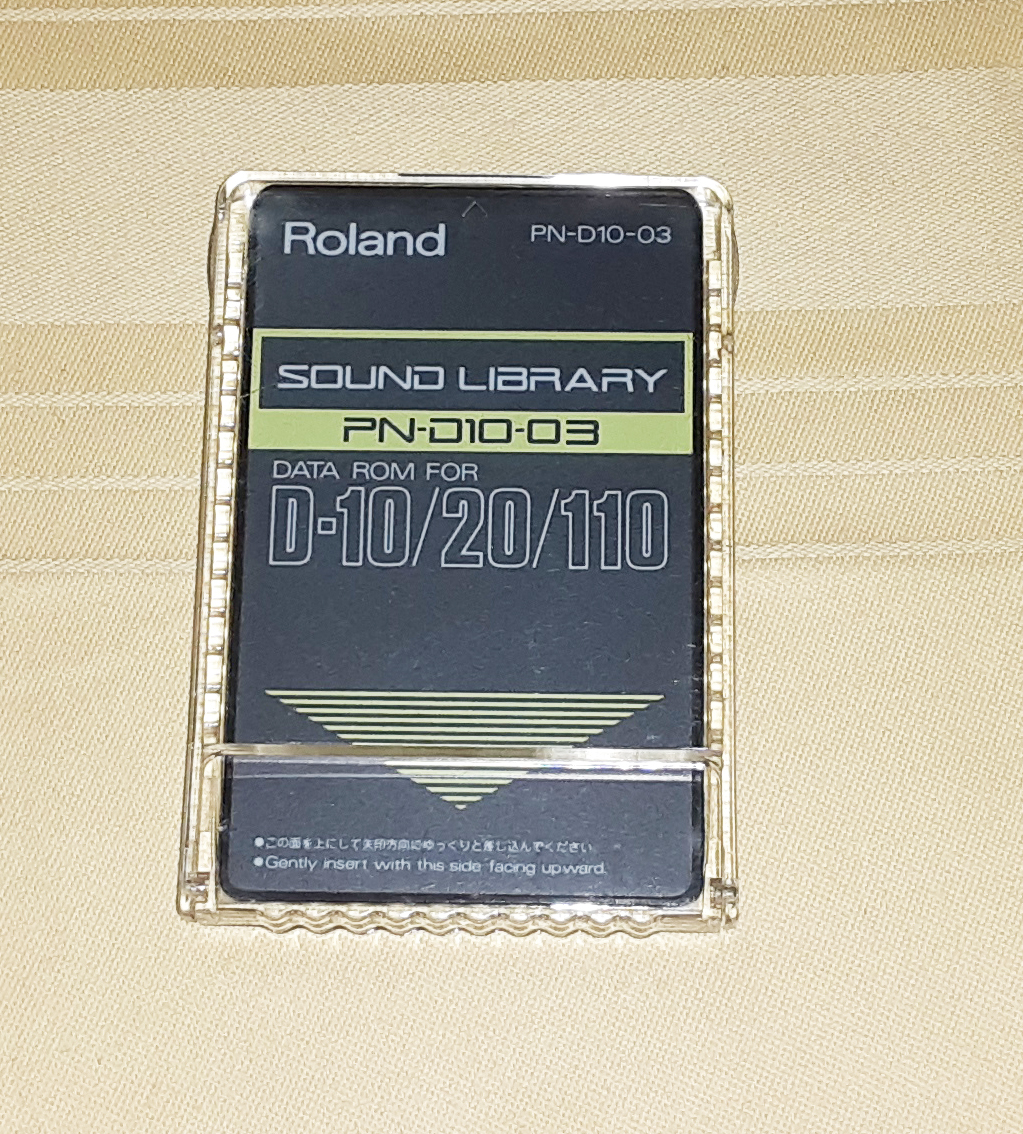 Roland
PN-D10-03
SOUND LIBRARY
PN-D10-03
DATA ROM FOR
D-10/20/110
●この面を上にして矢印方向にゆっくりと差し込んでください
●Gently insert with this side facing upward.